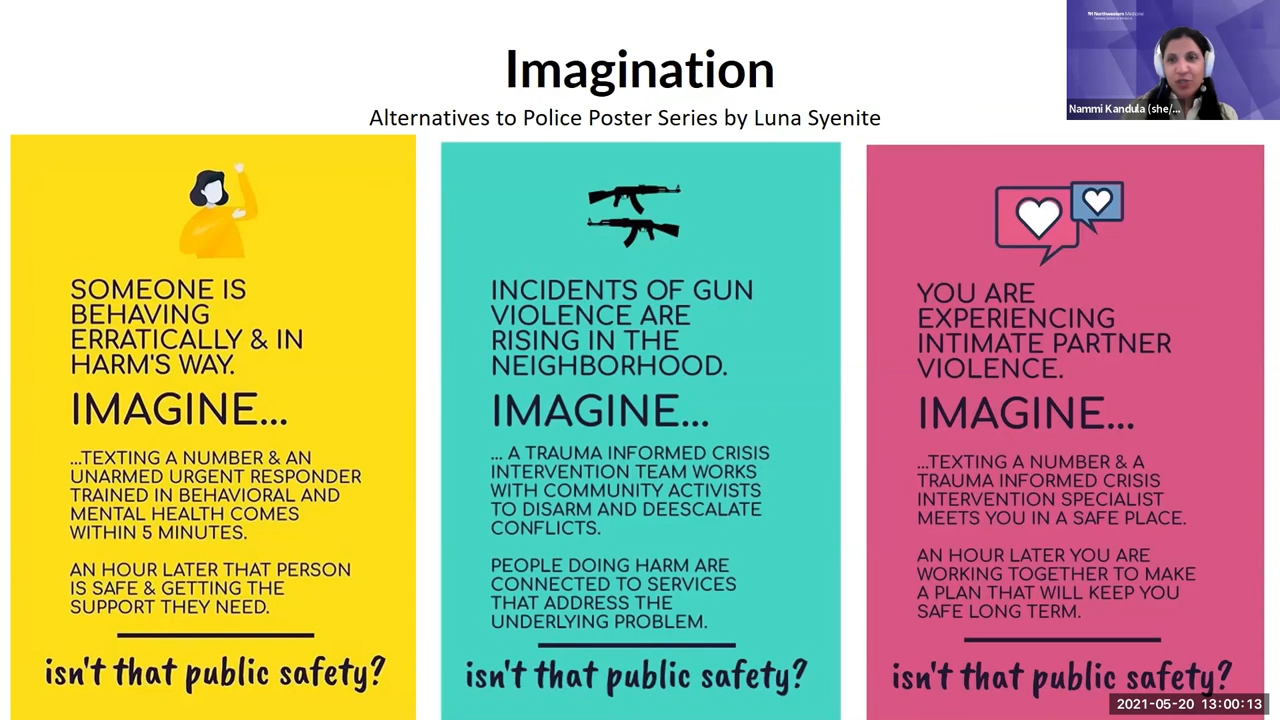 Imagination
Alternatives to Police Poster Series by Luna Syenite
Northwestern Medicine
Nammi Kandula (she/...
SOMEONE IS
BEHAVING
ERRATICALLY & IN
HARM'S WAY.
IMAGINE...
...TEXTING A NUMBER & AN
UNARMED URGENT RESPONDER
TRAINED IN BEHAVIORAL AND
MENTAL HEALTH COMES
WITHIN 5 MINUTES.
AN HOUR LATER THAT PERSON
IS SAFE & GETTING THE
SUPPORT THEY NEED.
isn't that public safety?
INCIDENTS OF GUN
VIOLENCE ARE
RISING IN THE
NEIGHBORHOOD.
IMAGINE...
... A TRAUMA INFORMED CRISIS
INTERVENTION TEAM WORKS
WITH COMMUNITY ACTIVISTS
TO DISARM AND DEESCALATE
CONFLICTS.
PEOPLE DOING HARM ARE
CONNECTED TO SERVICES
THAT ADDRESS THE
UNDERLYING PROBLEM.
isn't that public safety?
YOU ARE
EXPERIENCING
INTIMATE PARTNER
VIOLENCE.
IMAGINE...
...TEXTING A NUMBER & A
TRAUMA INFORMED CRISIS
INTERVENTION SPECIALIST
MEETS YOU IN A SAFE PLACE.
AN HOUR LATER YOU ARE
WORKING TOGETHER TO MAKE
A PLAN THAT WILL KEEP YOU
SAFE LONG TERM.
isn't that public safety?
2021-05-20 13:00:13